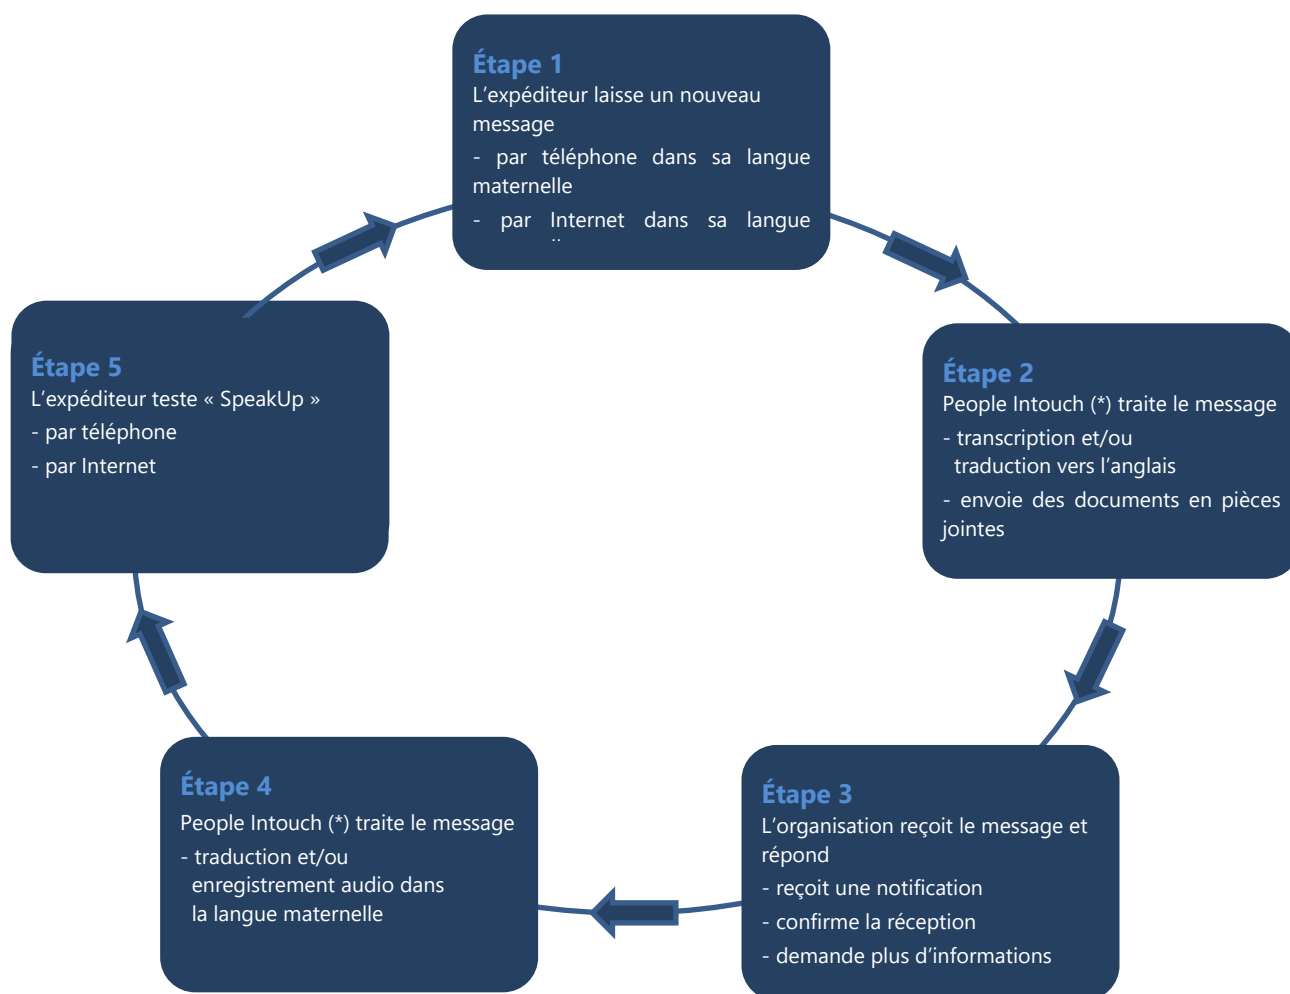 Étape 1
L’expéditeur laisse un nouveau
message
- par téléphone dans sa langue
maternelle
- par Internet dans sa langue
Étape 2
People Intouch (*) traite le message
- transcription et/ou
traduction vers l’anglais
- envoie des documents en pièces
jointes
Étape 3
L’organisation reçoit le message et
répond
- reçoit une notification
- confirme la réception
- demande plus d’informations
Étape 4
People Intouch (*) traite le message
- traduction et/ou
enregistrement audio dans
la langue maternelle
Étape 5
L’expéditeur teste « SpeakUp »
- par téléphone
- par Internet